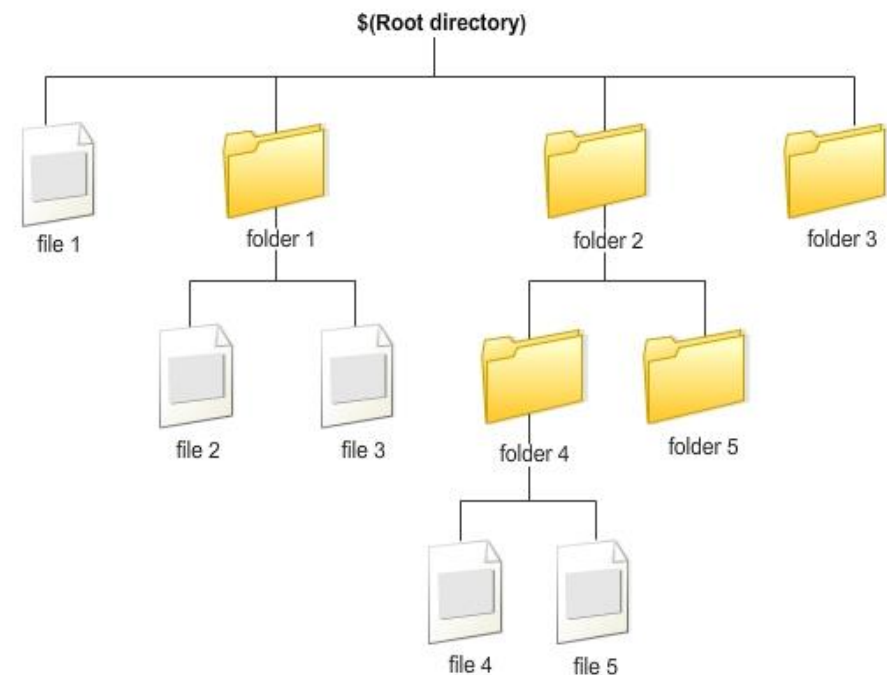 $(Root directory)
file 1
folder 1
folder 2
folder 3
file 2
file 3
folder 4
folder 5
file 4
file 5